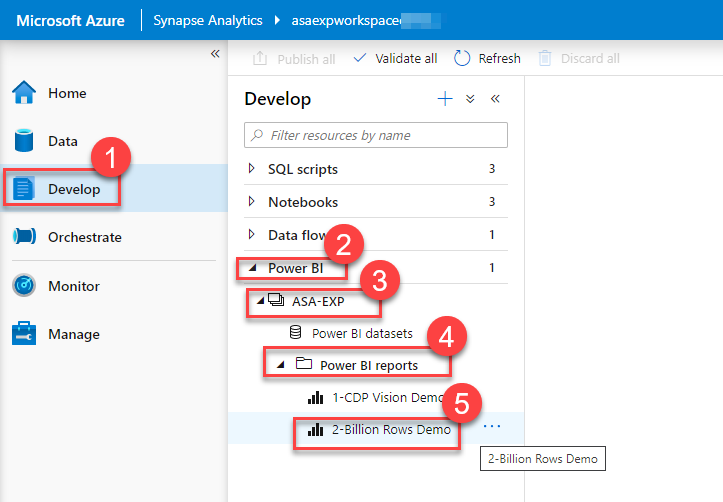 Microsoft Azure Synapse Analytics asaexpworkspace
Publish all Validate all Refresh Discard all
Home
Data
Develop
Orchestrate
Monitor
Manage
Develop
Filter resources by name
SQL scripts 3
Notebooks 3
Data flow 1
Power BI 1
ASA-EXP
Power BI datasets
Power BI reports
1-CDP Vision Demo
2-Billion Rows Demo
2-Billion Rows Demo
1
2
3
4
5